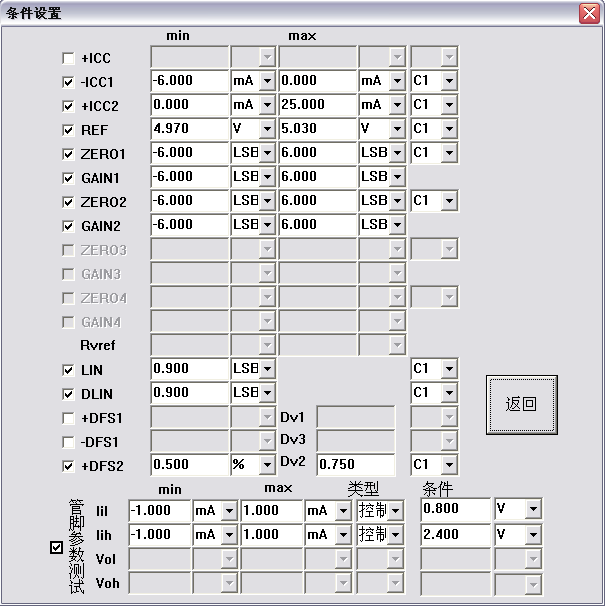 条件设置
min max
+ICC
-ICC1 -6.000 mA 0.000 mA C1
+ICC2 0.000 mA 25.000 mA C1
REF 4.970 V 5.030 V C1
ZERO1 -6.000 LSB 6.000 LSB C1
GAIN1 -6.000 LSB 6.000 LSB
ZERO2 -6.000 LSB 6.000 LSB C1
GAIN2 -6.000 LSB 6.000 LSB
ZERO3
GAIN3
ZERO4
GAIN4
Rvref
LIN 0.900 LSB C1
DLIN 0.900 LSB C1
返回
+DFS1 Dv1
-DFS1 Dv3
+DFS2 0.500 % Dv2 0.750 C1
min max 类型 条件
管脚参数测试
Iil -1.000 mA 1.000 mA 控制 0.800 V
Iih -1.000 mA 1.000 mA 控制 2.400 V
Vol
Voh